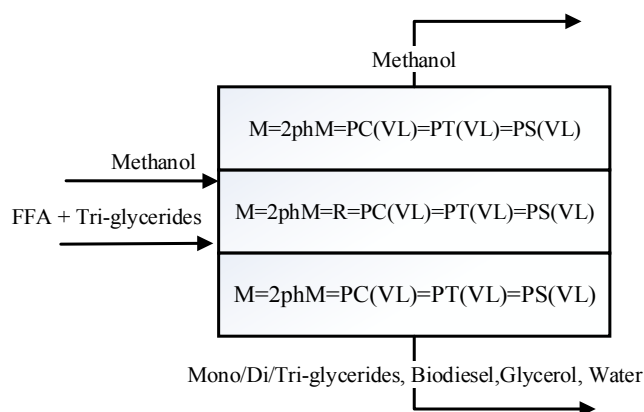 Methanol
M=2phM=PC(VL)=PT(VL)=PS(VL)
Methanol
FFA + Tri-glycerides
M=2phM=R=PC(VL)=PT(VL)=PS(VL)
M=2phM=PC(VL)=PT(VL)=PS(VL)
Mono/Di/Tri-glycerides, Biodiesel,Glycerol, Water